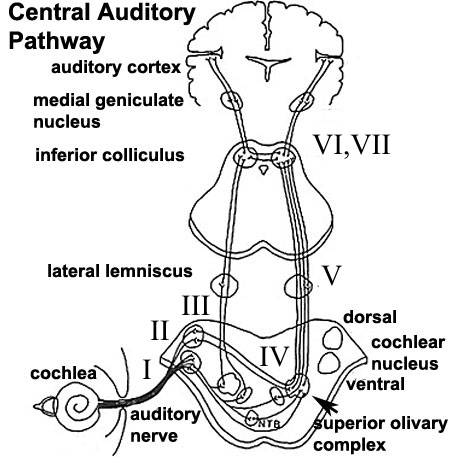 Central Auditory
Pathway
auditory cortex
medial geniculate
nucleus
inferior colliculus
VI,VII
lateral lemniscus
V
III
dorsal
II
IV
cochlear
nucleus
I
cochlea
ventral
auditory
nerve
NTB
superior olivary
complex